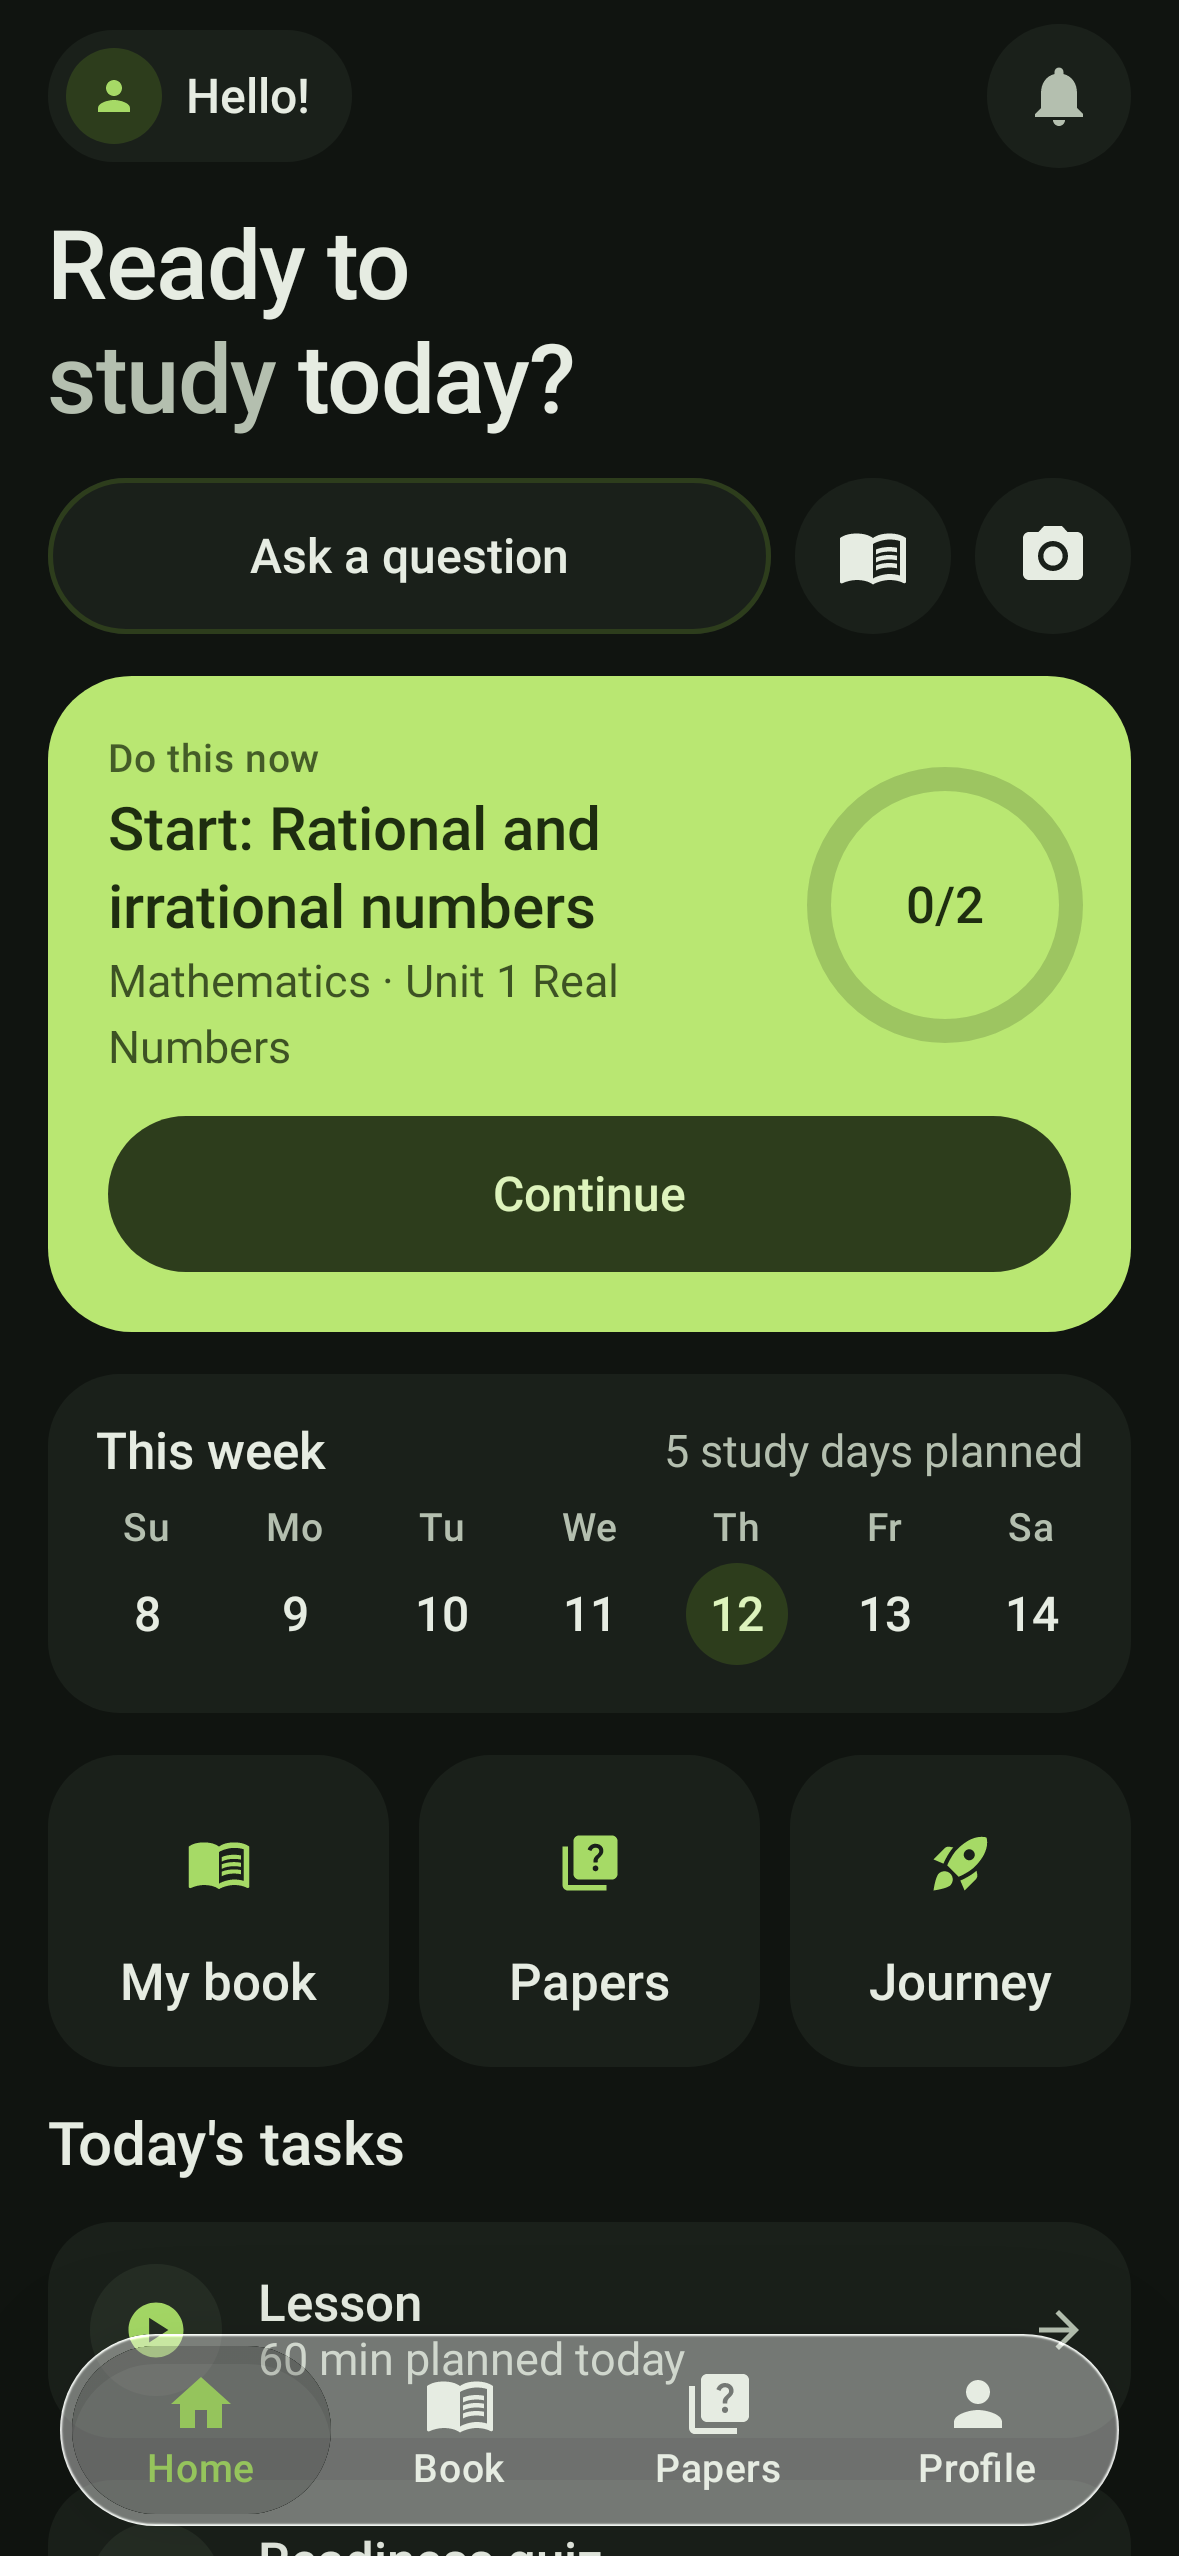 Hello!
Ready to
study today?
Ask a question
Do this now
Start: Rational and
irrational numbers
Mathematics · Unit 1 Real
Numbers
0/2
Continue
This week
5 study days planned
Su Mo Tu We Th Fr Sa
8 9 10 11 12 13 14
My book
Papers
Journey
Today's tasks
Lesson
60 min planned today
Home
Book
Papers
Profile
Readiness quiz